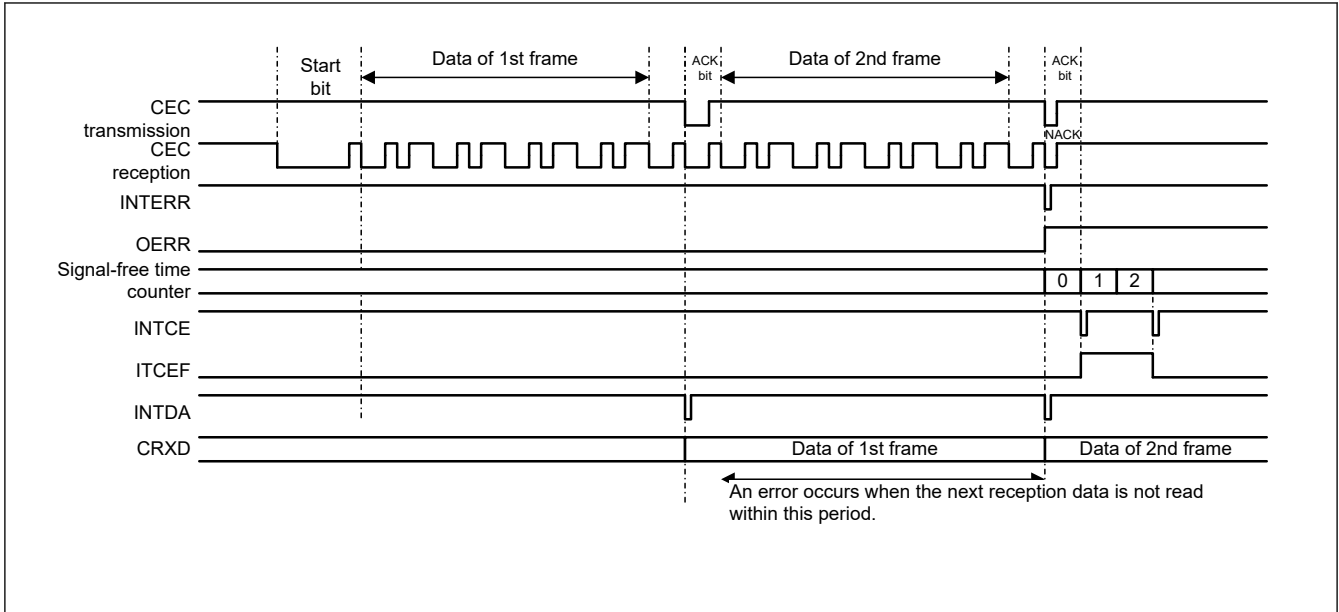 Start
bit
Data of 1st frame
ACK
bit
Data of 2nd frame
ACK
bit
CEC
transmission
NACK
CEC
reception
INTERR
OERR
Signal-free time
counter
0 1 2
INTCE
ITCEF
INTDA
CRXD
Data of 1st frame
Data of 2nd frame
An error occurs when the next reception data is not read
within this period.